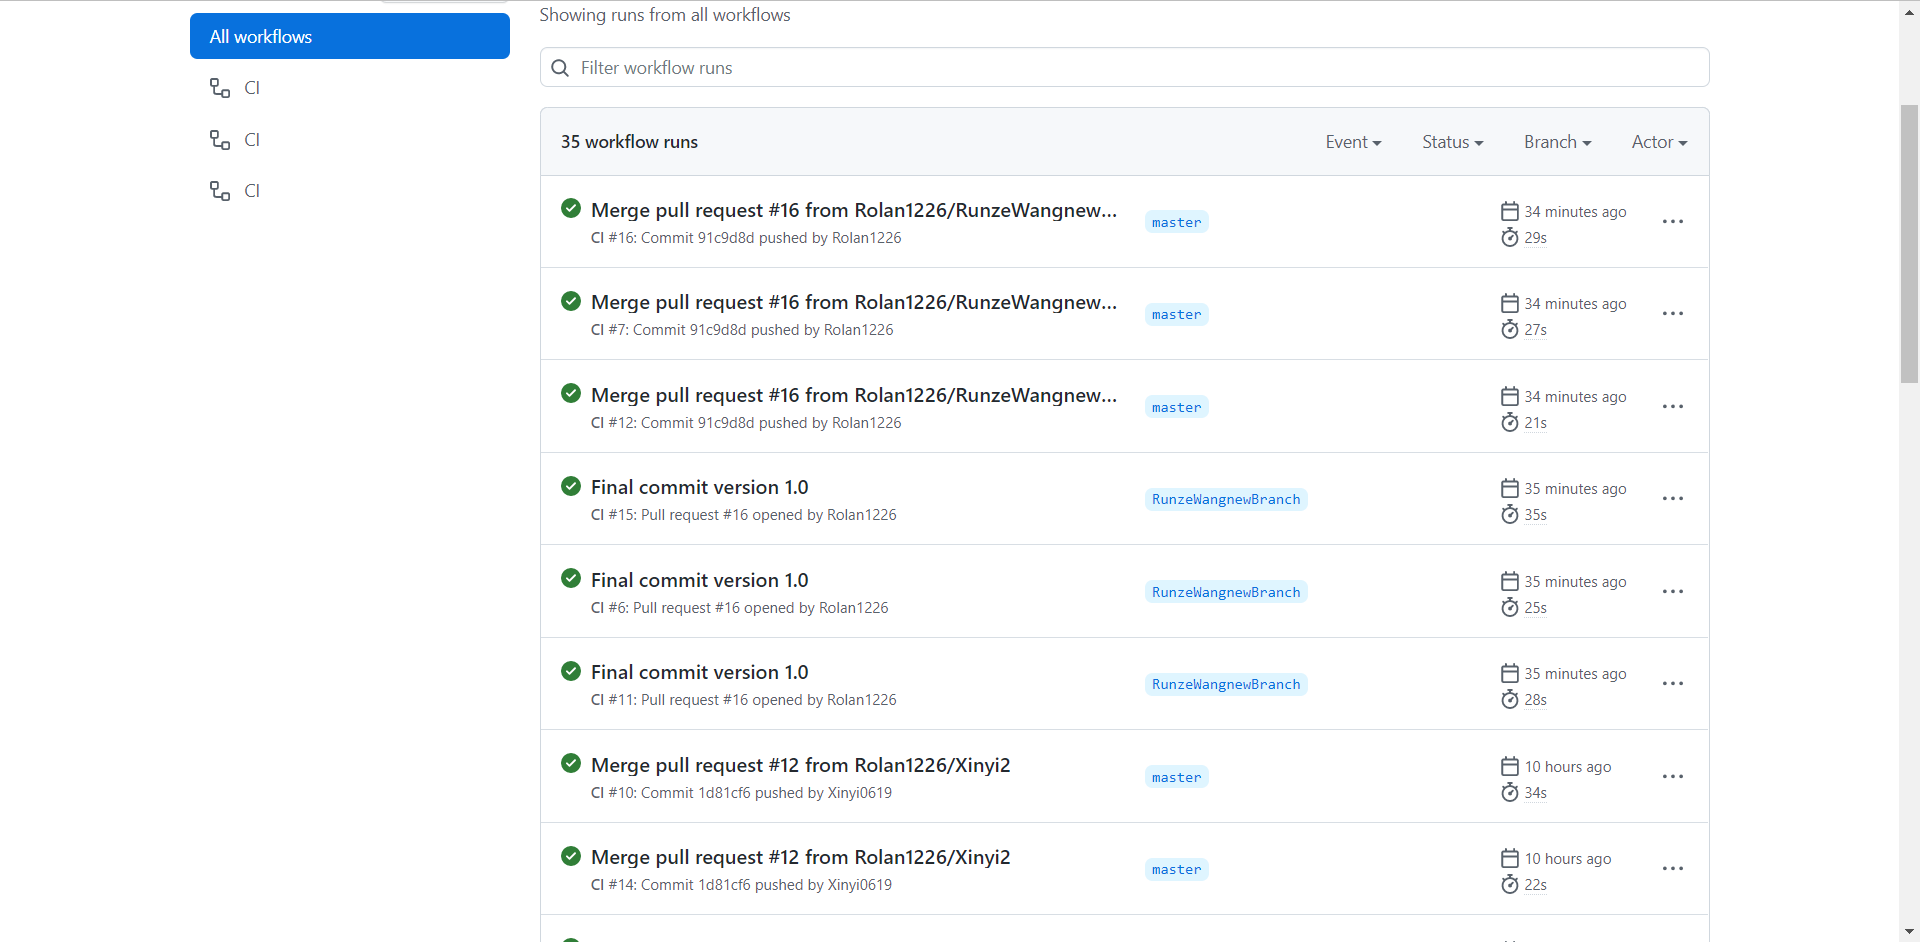 Showing runs from all workflows
All workflows
CI
CI
CI
Filter workflow runs
35 workflow runs
Event
Status
Branch
Actor
Merge pull request #16 from Rolan1226/RunzeWangnew...
CI #16: Commit 91c9d8d pushed by Rolan1226
master
34 minutes ago
29s
Merge pull request #16 from Rolan1226/RunzeWangnew...
CI #7: Commit 91c9d8d pushed by Rolan1226
master
34 minutes ago
27s
Merge pull request #16 from Rolan1226/RunzeWangnew...
CI #12: Commit 91c9d8d pushed by Rolan1226
master
34 minutes ago
21s
Final commit version 1.0
CI #15: Pull request #16 opened by Rolan1226
RunzeWangnewBranch
35 minutes ago
35s
Final commit version 1.0
CI #6: Pull request #16 opened by Rolan1226
RunzeWangnewBranch
35 minutes ago
25s
Final commit version 1.0
CI #11: Pull request #16 opened by Rolan1226
RunzeWangnewBranch
35 minutes ago
28s
Merge pull request #12 from Rolan1226/Xinyi2
CI #10: Commit 1d81cf6 pushed by Xinyi0619
master
10 hours ago
34s
Merge pull request #12 from Rolan1226/Xinyi2
CI #14: Commit 1d81cf6 pushed by Xinyi0619
master
10 hours ago
22s